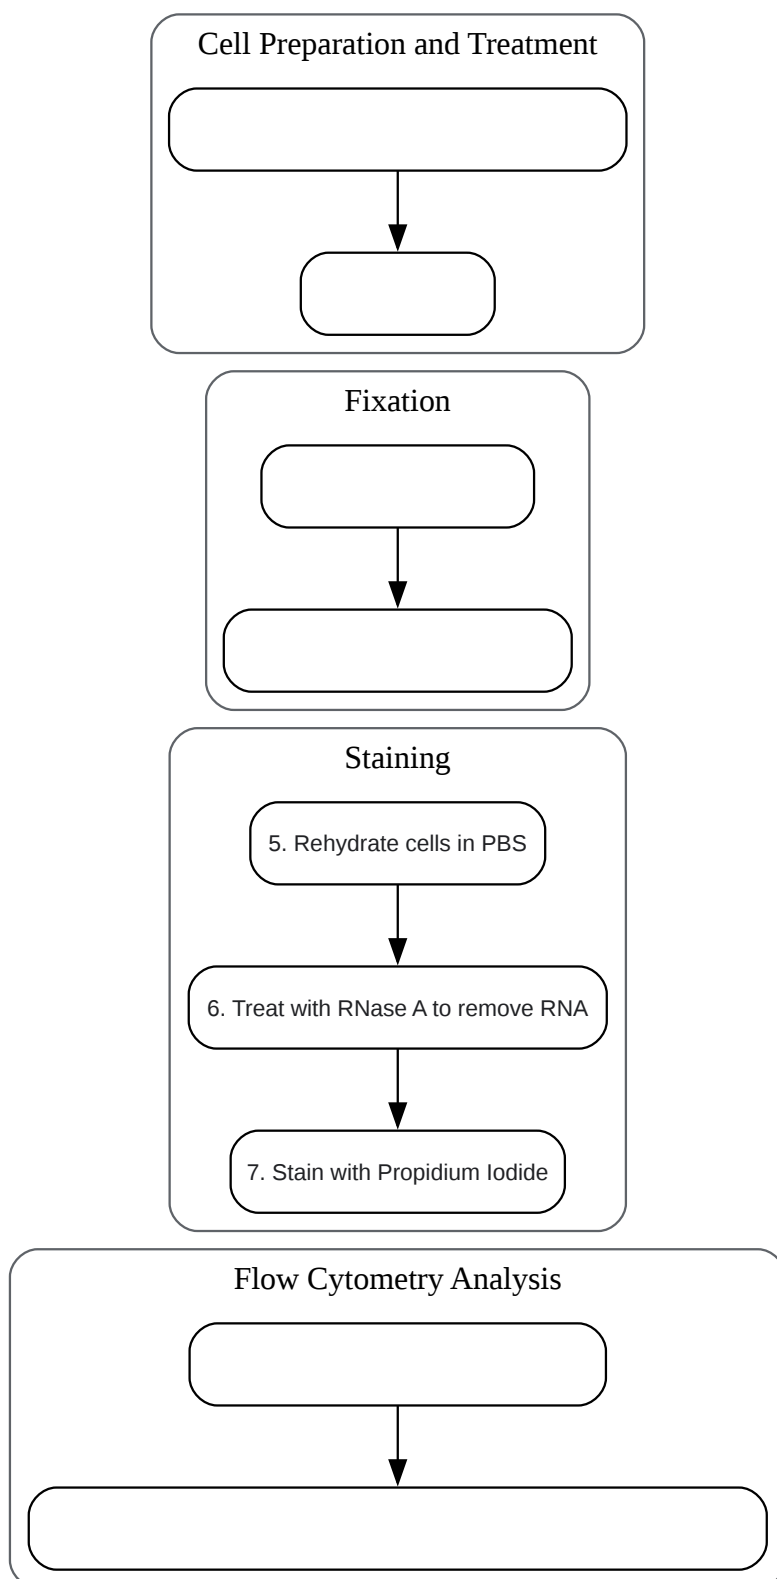 Cell Preparation and Treatment
Fixation
Staining
5. Rehydrate cells in PBS
6. Treat with RNase A to remove RNA
7. Stain with Propidium Iodide
Flow Cytometry Analysis